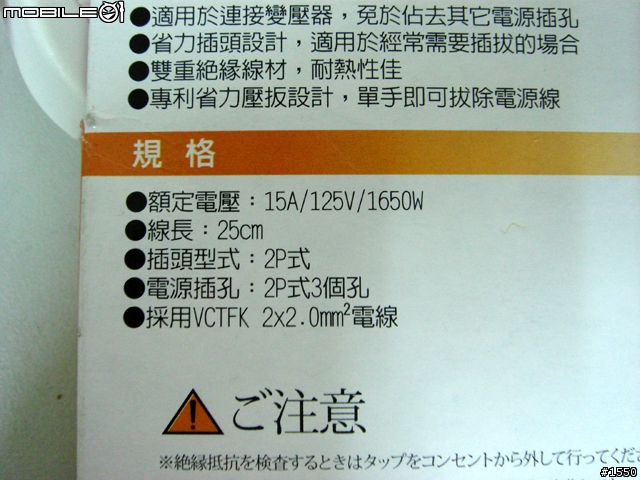 MOBILE01
●適用於連接變壓器，免於佔去其它電源插孔
●省力插頭設計，適用於經常需要插拔的場合
●雙重絕緣線材，耐熱性佳
●專利省力壓扳設計，單手即可拔除電源線
規格
●額定電壓：15A/125V/1650W
●線長：25cm
●插頭型式：2P式
●電源插孔：2P式3個孔
●採用VCTFK 2x2.0mm²電線
ご注意
※絶縁抵抗を検査するときはタップをコンセントから外して行ってくださ
#1550